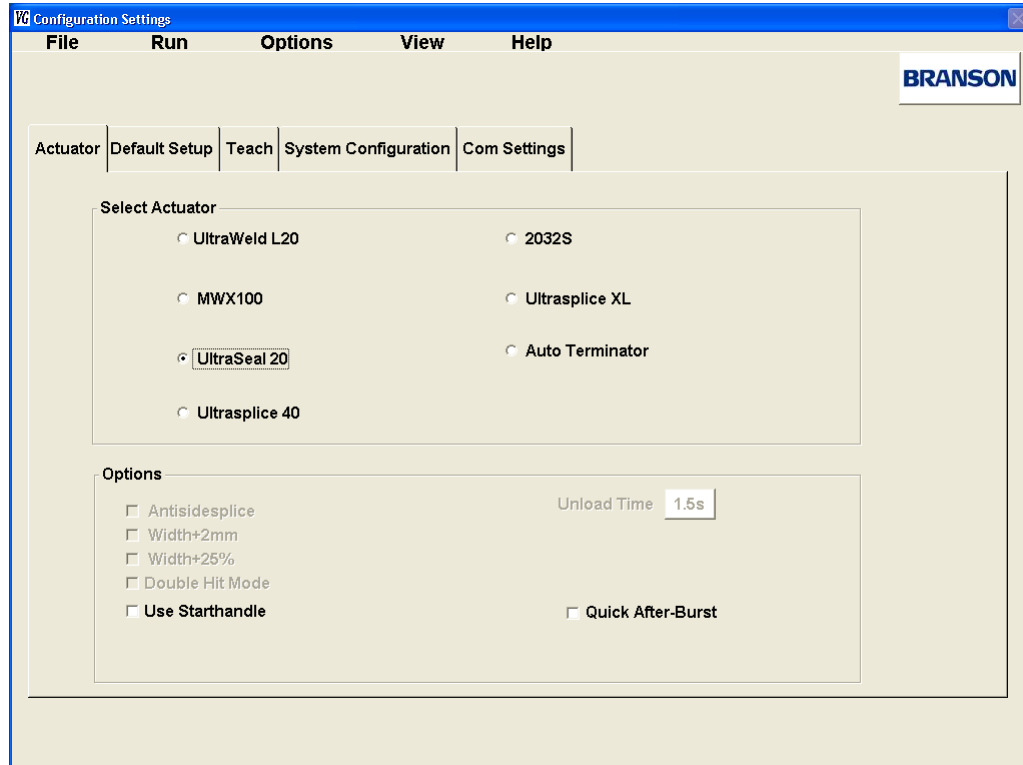 VG Configuration Settings
File Run Options View Help
BRANSON
Actuator Default Setup Teach System Configuration Com Settings
Select Actuator
UltraWeld L20 2032S
MWX100 Ultrasplice XL
UltraSeal 20 Auto Terminator
Ultrasplice 40
Options
Antisidesplice Unload Time 1.5s
Width+2mm
Width+25%
Double Hit Mode
Use Starthandle Quick After-Burst